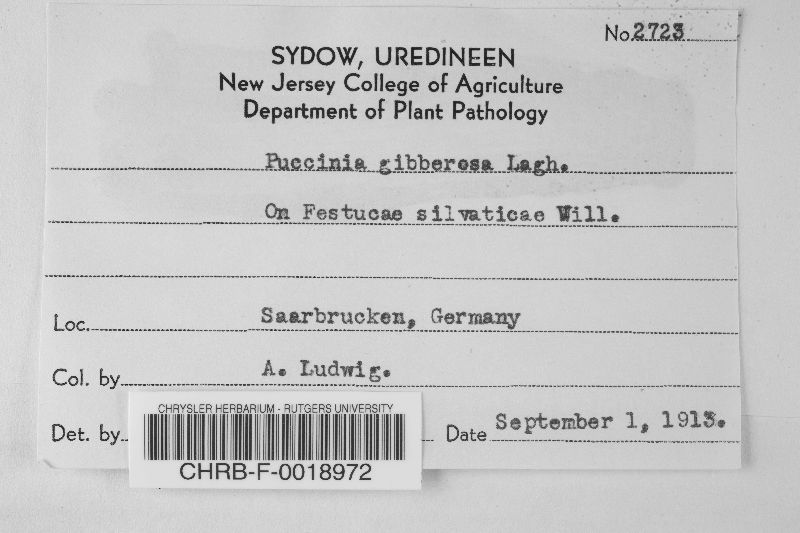 No. 2723
SYDOW, UREDINEEN
New Jersey College of Agriculture
Department of Plant Pathology
Puccinia gibberosa Lagh.
On Festucae silvaticae Will.
Loc. Saarbrucken, Germany
Col. by A. Ludwig.
Det. by Date September 1, 1913.
CHRYSLER HERBARIUM - RUTGERS UNIVERSITY
CHRB-F-0018972